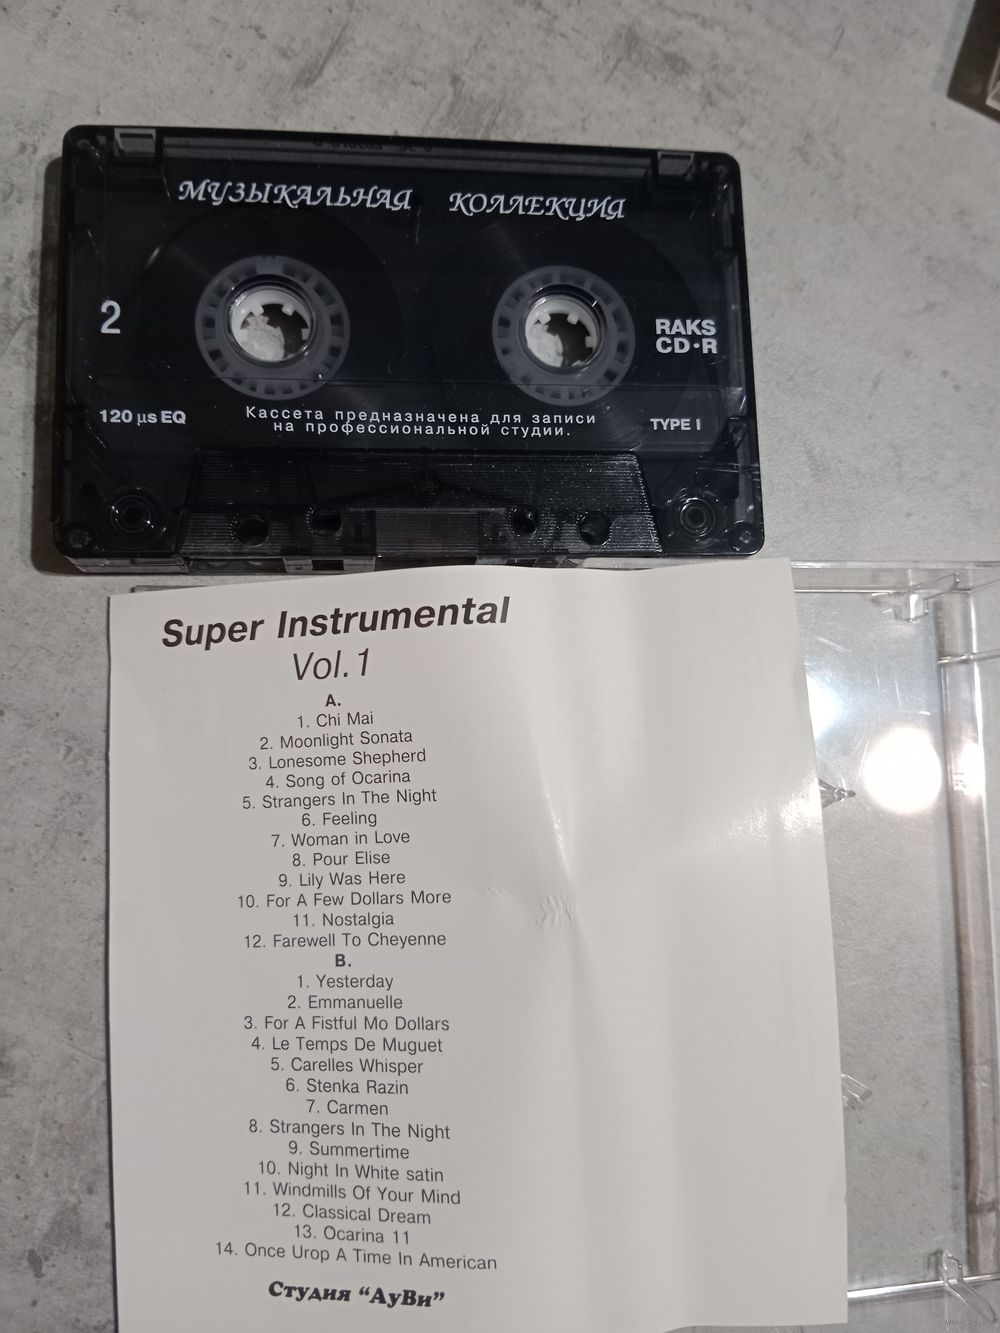 МУЗЫКАЛЬНАЯ КОЛЛЕКЦИЯ
2
RAKS
CD·R
120 µs EQ
Кассета предназначена для записи
на профессиональной студии.
TYPE I
Super Instrumental
Vol.1
A.
1. Chi Mai
2. Moonlight Sonata
3. Lonesome Shepherd
4. Song of Ocarina
5. Strangers In The Night
6. Feeling
7. Woman in Love
8. Pour Elise
9. Lily Was Here
10. For A Few Dollars More
11. Nostalgia
12. Farewell To Cheyenne
B.
1. Yesterday
2. Emmanuelle
3. For A Fistful Mo Dollars
4. Le Temps De Muguet
5. Carelles Whisper
6. Stenka Razin
7. Carmen
8. Strangers In The Night
9. Summertime
10. Night In White satin
11. Windmills Of Your Mind
12. Classical Dream
13. Ocarina 11
14. Once Urop A Time In American
Студия “АуВи”